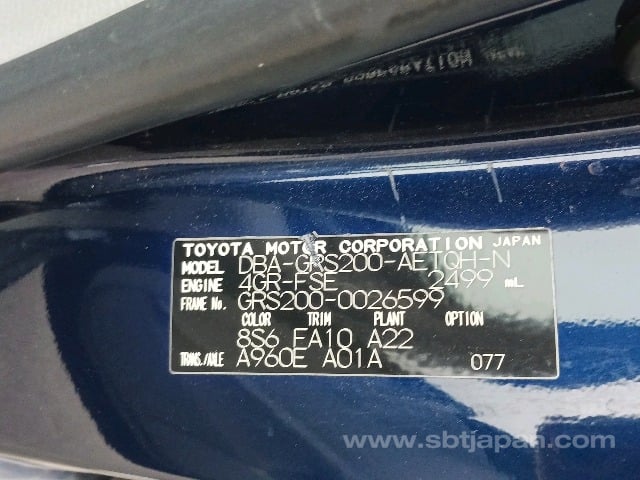 TOYOTA MOTOR CORPORATION JAPAN
MODEL DBA-GRS200-AETQH-N
ENGINE 4GR-FSE 2499 mL
FRAME No. GRS200-0026599
COLOR TRIM PLANT OPTION
8S6 FA10 A22
TRANS./AXLE A960E A01A 077
www.sbtjapan.com